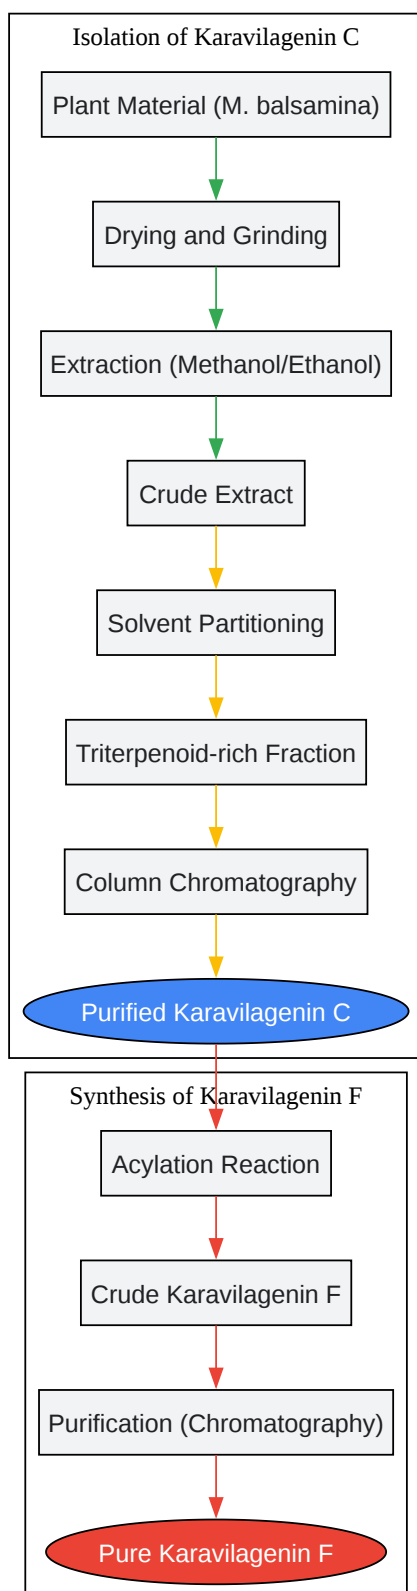 Isolation of Karavilagenin C
Plant Material (M. balsamina)
Drying and Grinding
Extraction (Methanol/Ethanol)
Crude Extract
Solvent Partitioning
Triterpenoid-rich Fraction
Column Chromatography
Purified Karavilagenin C
Synthesis of Karavilagenin F
Acylation Reaction
Crude Karavilagenin F
Purification (Chromatography)
Pure Karavilagenin F